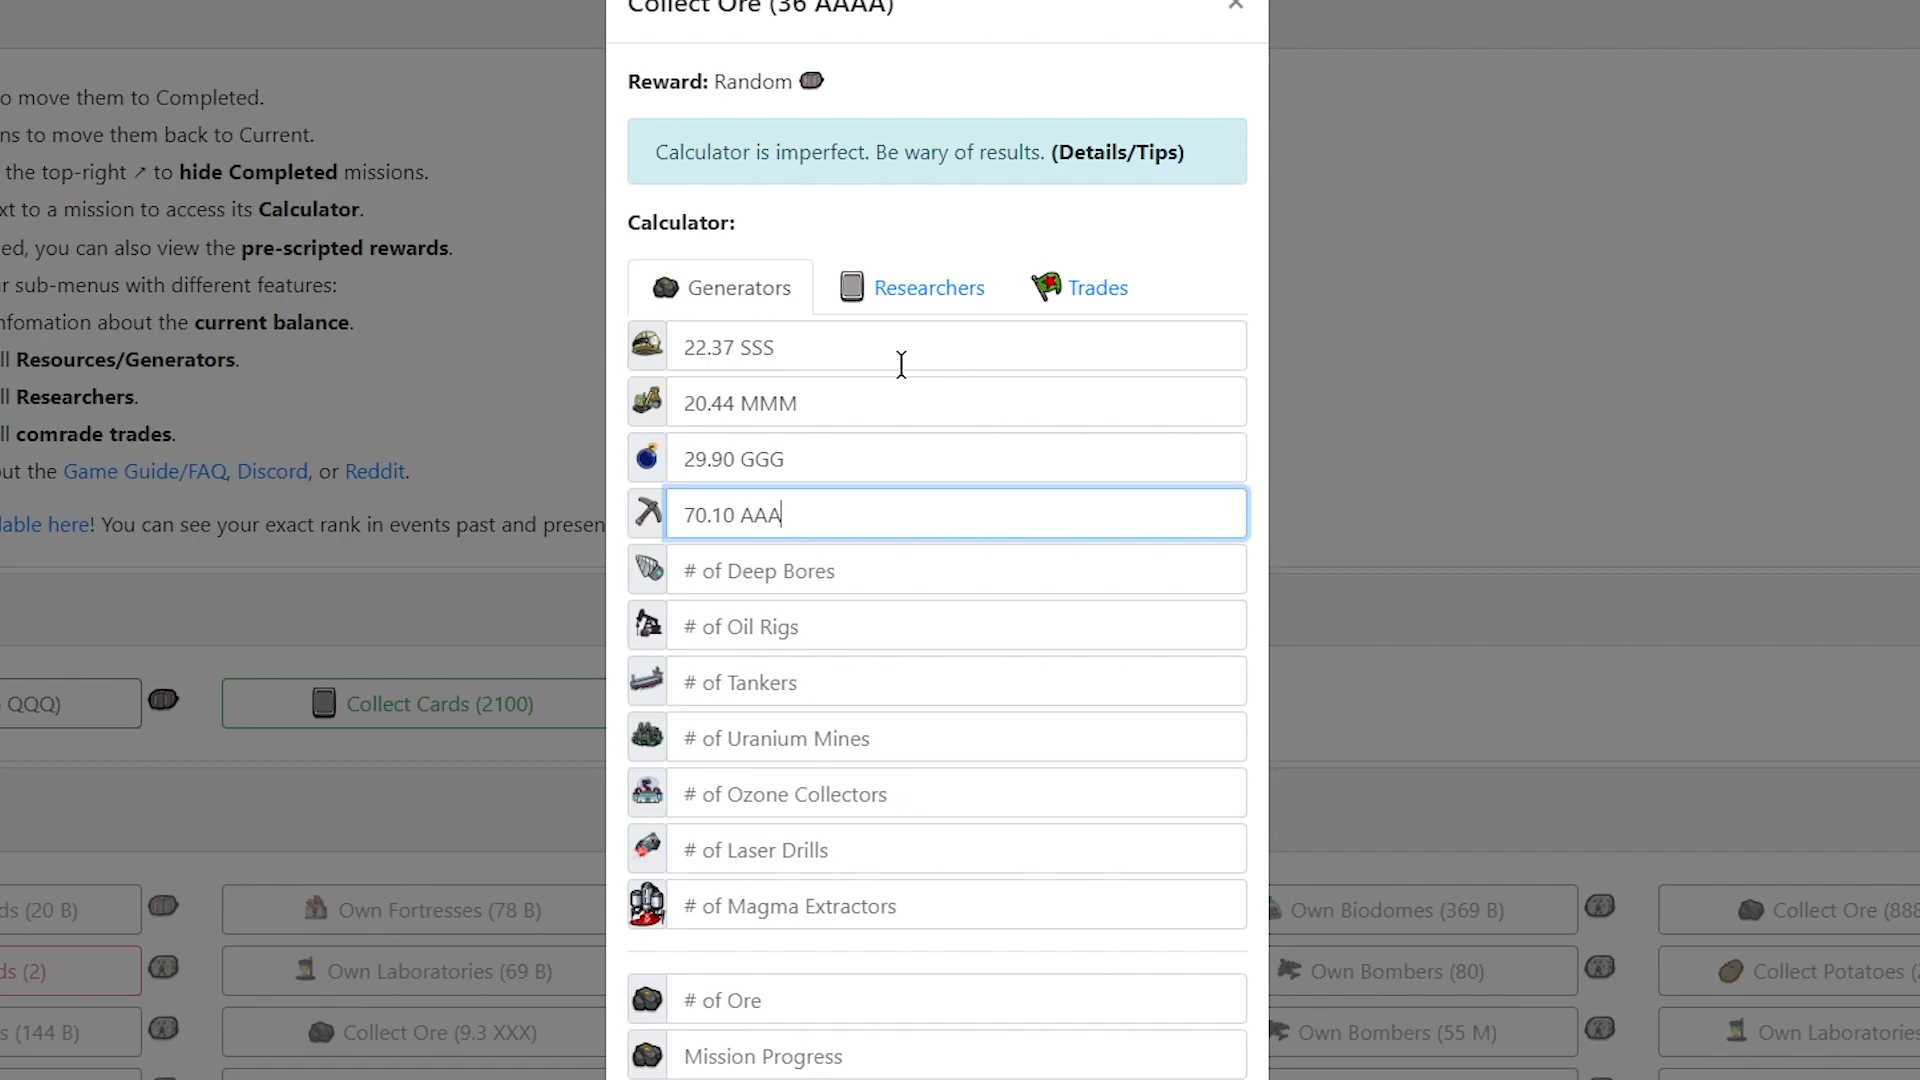 Collect Ore (36 AAAA)
×
Reward: Random
Calculator is imperfect. Be wary of results. (Details/Tips)
Calculator:
Generators
Researchers
Trades
22.37 SSS
20.44 MMM
29.90 GGG
70.10 AAA
# of Deep Bores
# of Oil Rigs
# of Tankers
# of Uranium Mines
# of Ozone Collectors
# of Laser Drills
# of Magma Extractors
# of Ore
Mission Progress
o move them to Completed.
ns to move them back to Current.
the top-right ↗ to hide Completed missions.
xt to a mission to access its Calculator.
ed, you can also view the pre-scripted rewards.
r sub-menus with different features:
nfomation about the current balance.
ll Resources/Generators.
ll Researchers.
ll comrade trades.
out the Game Guide/FAQ, Discord, or Reddit.
lable here! You can see your exact rank in events past and presen
QQQ)
Collect Cards (2100)
ds (20 B)
Own Fortresses (78 B)
Own Biodomes (369 B)
Collect Ore (888
ds (2)
Own Laboratories (69 B)
Own Bombers (80)
Collect Potatoes (
s (144 B)
Collect Ore (9.3 XXX)
Own Bombers (55 M)
Own Laboratories